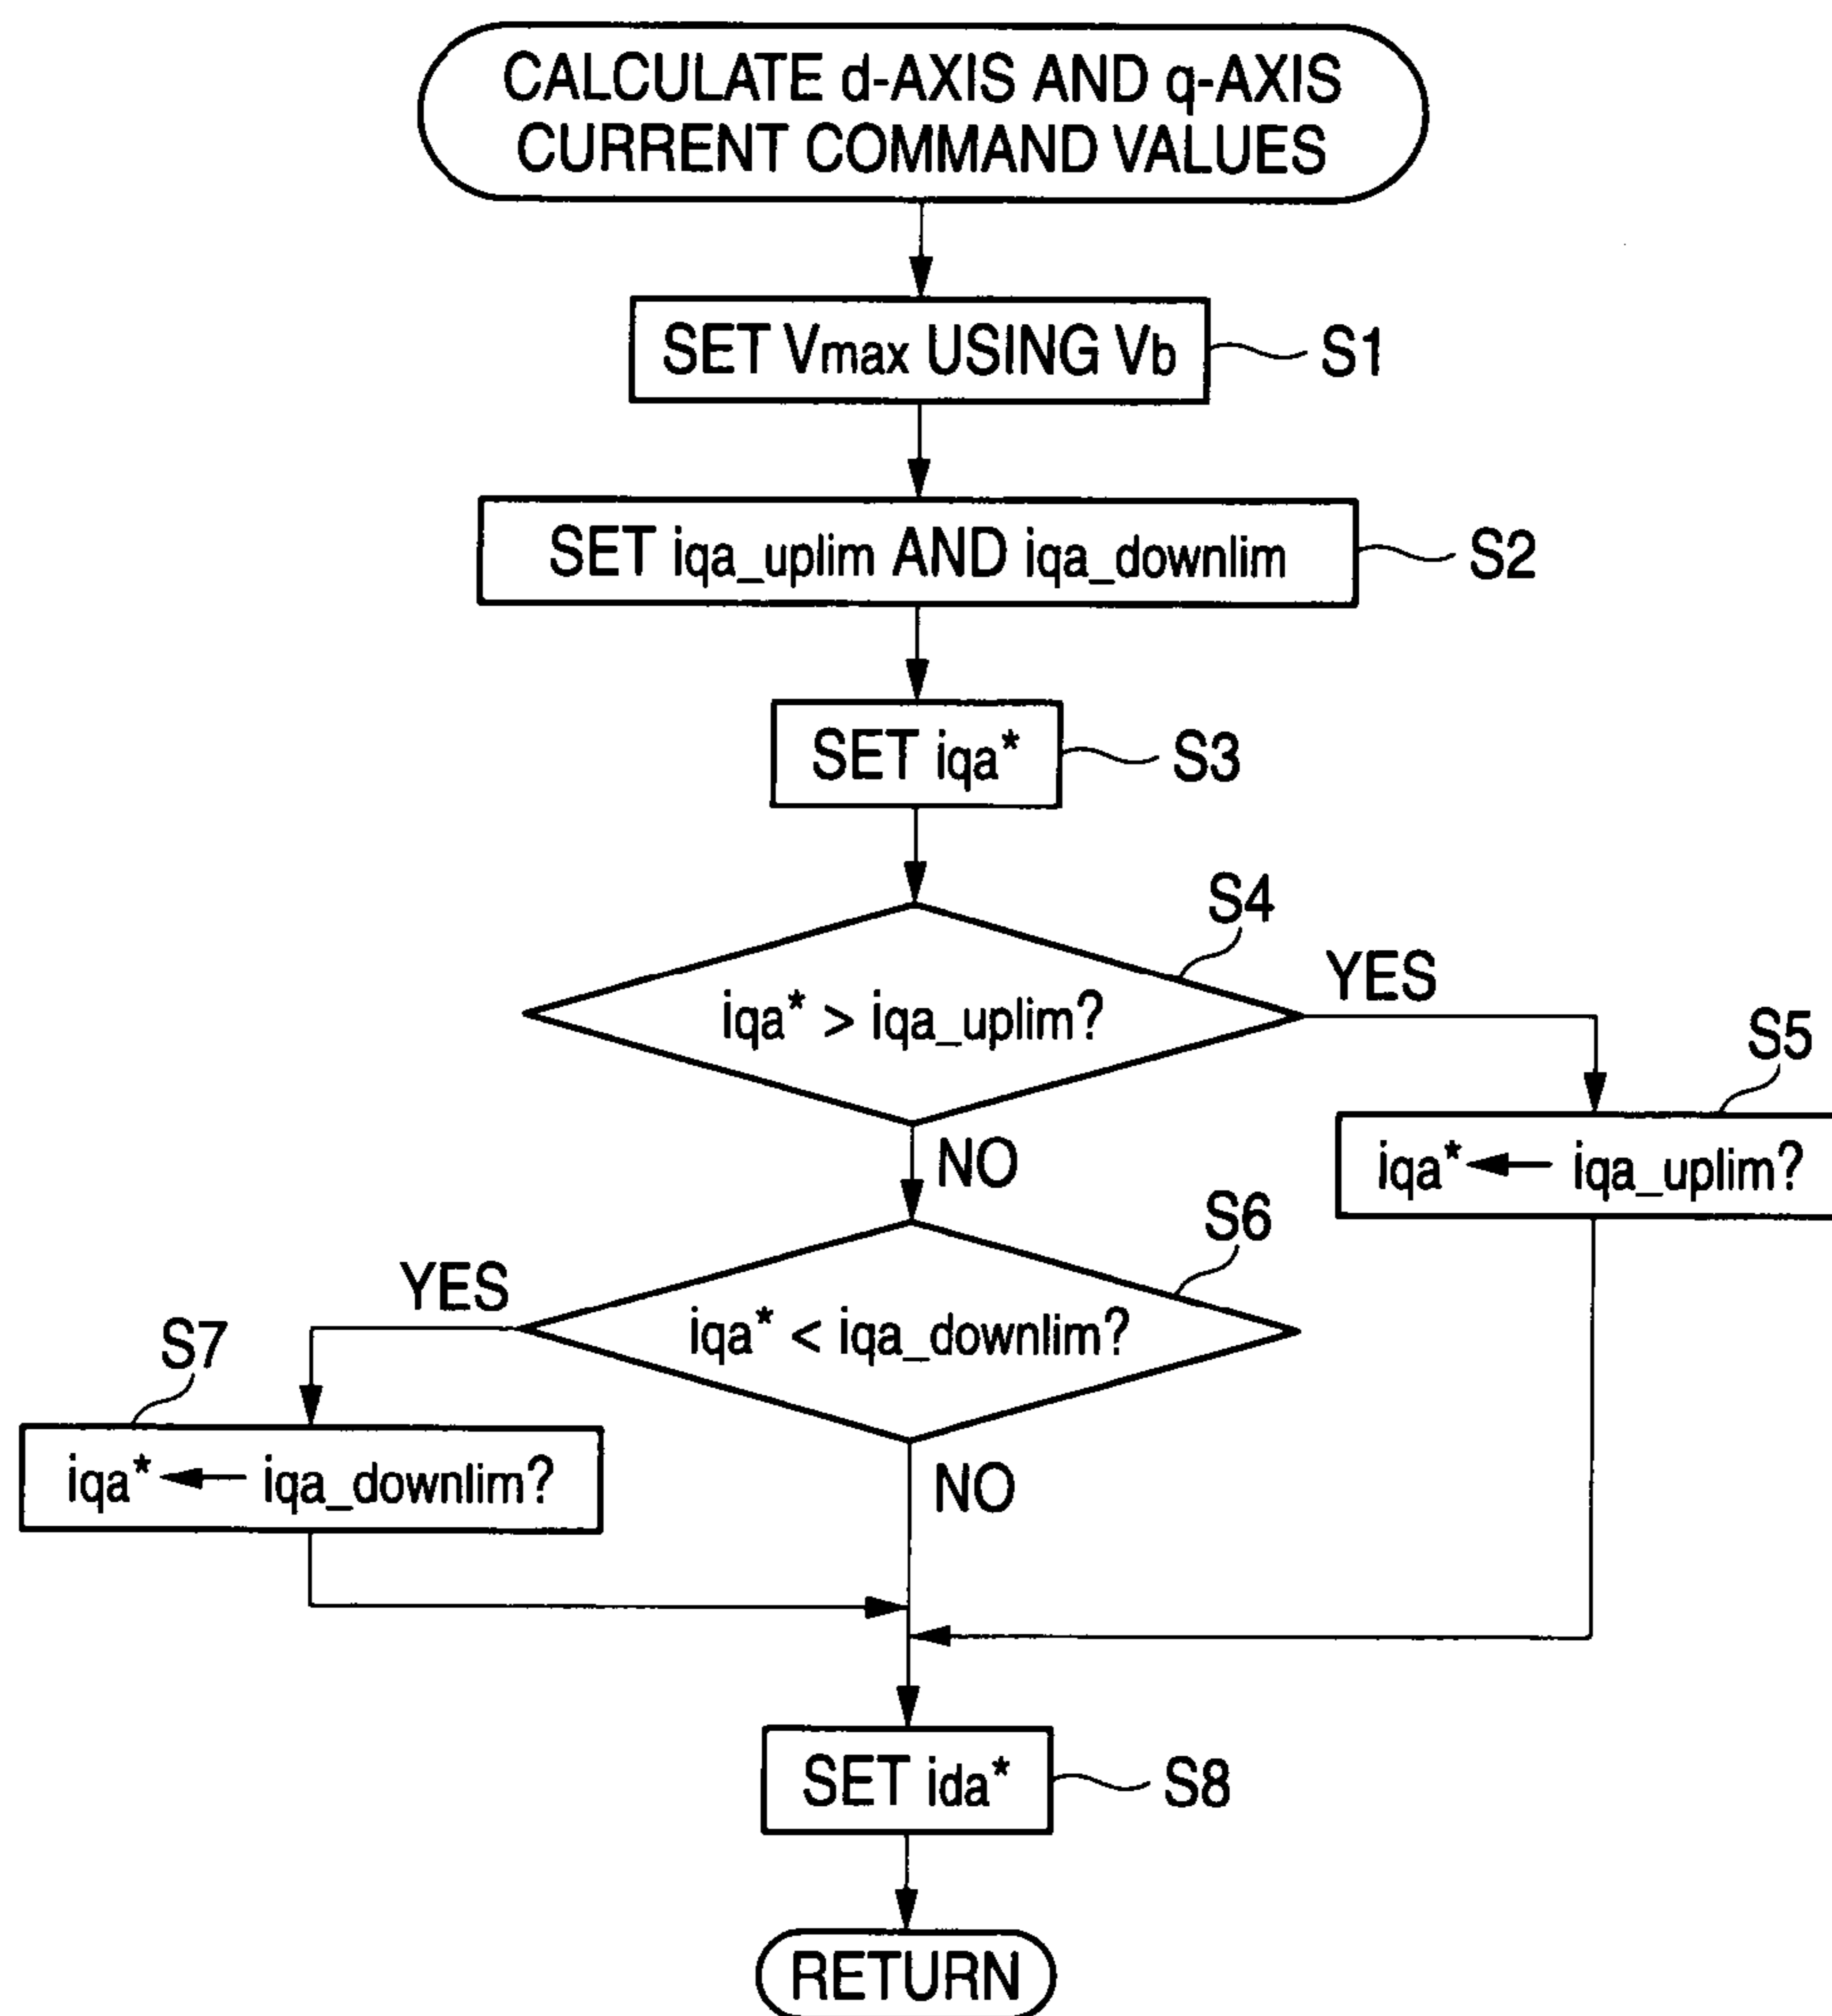 CALCULATE d-AXIS AND q-AXIS
CURRENT COMMAND VALUES
SET Vmax USING Vb
S1
SET iqa_uplim AND iqa_downlim
S2
SET iqa*
S3
S4
iqa* > iqa_uplim?
YES
S5
iqa* ← iqa_uplim?
NO
S6
iqa* < iqa_downlim?
YES
S7
iqa* ← iqa_downlim?
NO
SET ida*
S8
RETURN